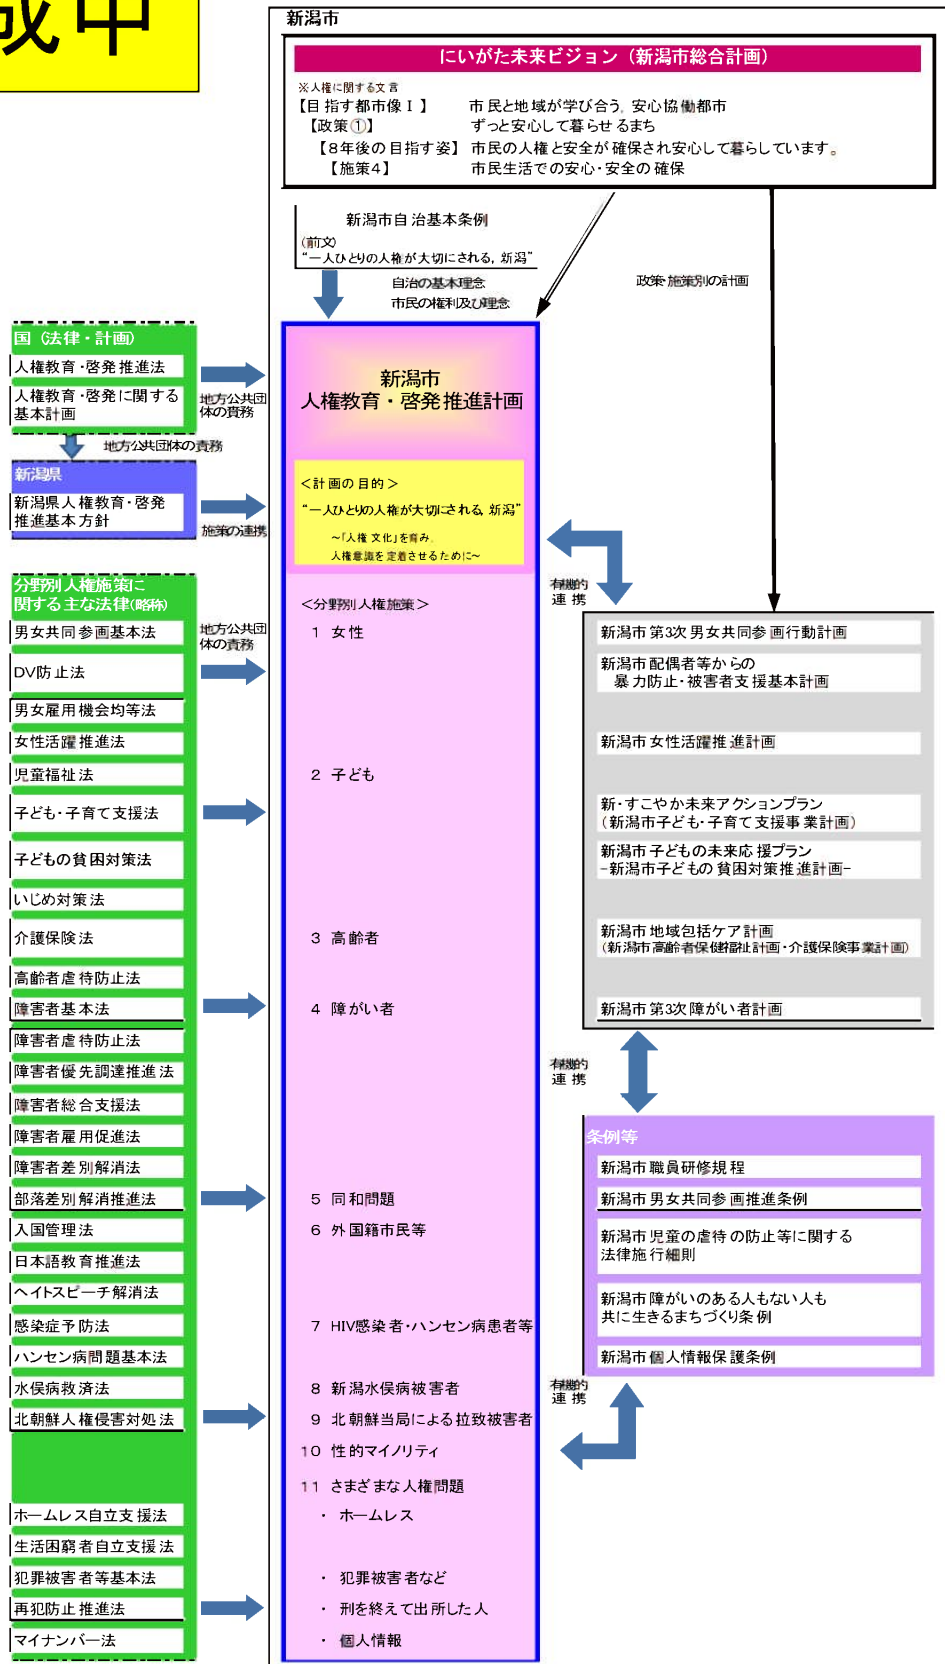 成中
新潟市
にいがた未来ビジョン（新潟市総合計画）
※人権に関する文言
【目指す都市像Ⅰ】　市民と地域が学び合う，安心協働都市
【政策①】　ずっと安心して暮らせるまち
【8年後の目指す姿】市民の人権と安全が確保され安心して暮らしています。
【施策4】　市民生活での安心・安全の確保
新潟市自治基本条例
(前文)
“一人ひとりの人権が大切にされる，新潟”
自治の基本理念
市民の権利及び理念
政策・施策別の計画
国（法律・計画）
人権教育・啓発推進法
人権教育・啓発に関する
基本計画
地方公共団
体の責務
地方公共団体の責務
新潟県
新潟県人権教育・啓発
推進基本方針
施策の連携
新潟市
人権教育・啓発推進計画
＜計画の目的＞
“一人ひとりの人権が大切にされる，新潟”
～「人権文化」を育み，
人権意識を定着させるために～
有機的
連携
分野別人権施策に
関する主な法律(略称)
地方公共団
体の責務
男女共同参画基本法
DV防止法
男女雇用機会均等法
女性活躍推進法
児童福祉法
子ども・子育て支援法
子どもの貧困対策法
いじめ対策法
介護保険法
高齢者虐待防止法
障害者基本法
障害者虐待防止法
障害者優先調達推進法
障害者総合支援法
障害者雇用促進法
障害者差別解消法
部落差別解消推進法
入国管理法
日本語教育推進法
ヘイトスピーチ解消法
感染症予防法
ハンセン病問題基本法
水俣病救済法
北朝鮮人権侵害対処法
ホームレス自立支援法
生活困窮者自立支援法
犯罪被害者等基本法
再犯防止推進法
マイナンバー法
＜分野別人権施策＞
1 女性
2 子ども
3 高齢者
4 障がい者
5 同和問題
6 外国籍市民等
7 HIV感染者・ハンセン病患者等
8 新潟水俣病被害者
9 北朝鮮当局による拉致被害者
10 性的マイノリティ
11 さまざまな人権問題
・ ホームレス
・ 犯罪被害者など
・ 刑を終えて出所した人
・ 個人情報
新潟市第3次男女共同参画行動計画
新潟市配偶者等からの
暴力防止・被害者支援基本計画
新潟市女性活躍推進計画
新・すこやか未来アクションプラン
（新潟市子ども・子育て支援事業計画）
新潟市子どもの未来応援プラン
-新潟市子どもの貧困対策推進計画-
新潟市地域包括ケア計画
(新潟市高齢者保健福祉計画・介護保険事業計画)
新潟市第3次障がい者計画
有機的
連携
条例等
新潟市職員研修規程
新潟市男女共同参画推進条例
新潟市児童の虐待の防止等に関する
法律施行細則
新潟市障がいのある人もない人も
共に生きるまちづくり条例
新潟市個人情報保護条例
有機的
連携